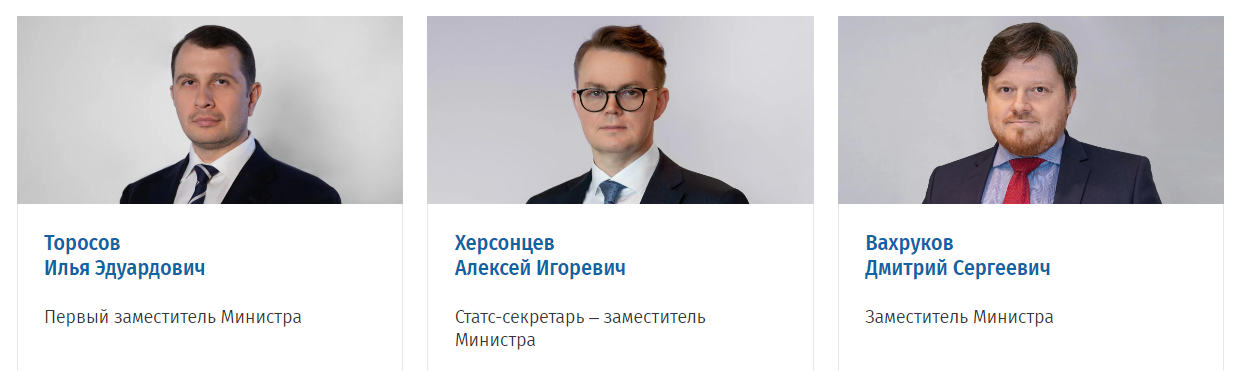 Торосов
Илья Эдуардович
Первый заместитель Министра
Херсонцев
Алексей Игоревич
Статс-секретарь – заместитель
Министра
Вахруков
Дмитрий Сергеевич
Заместитель Министра